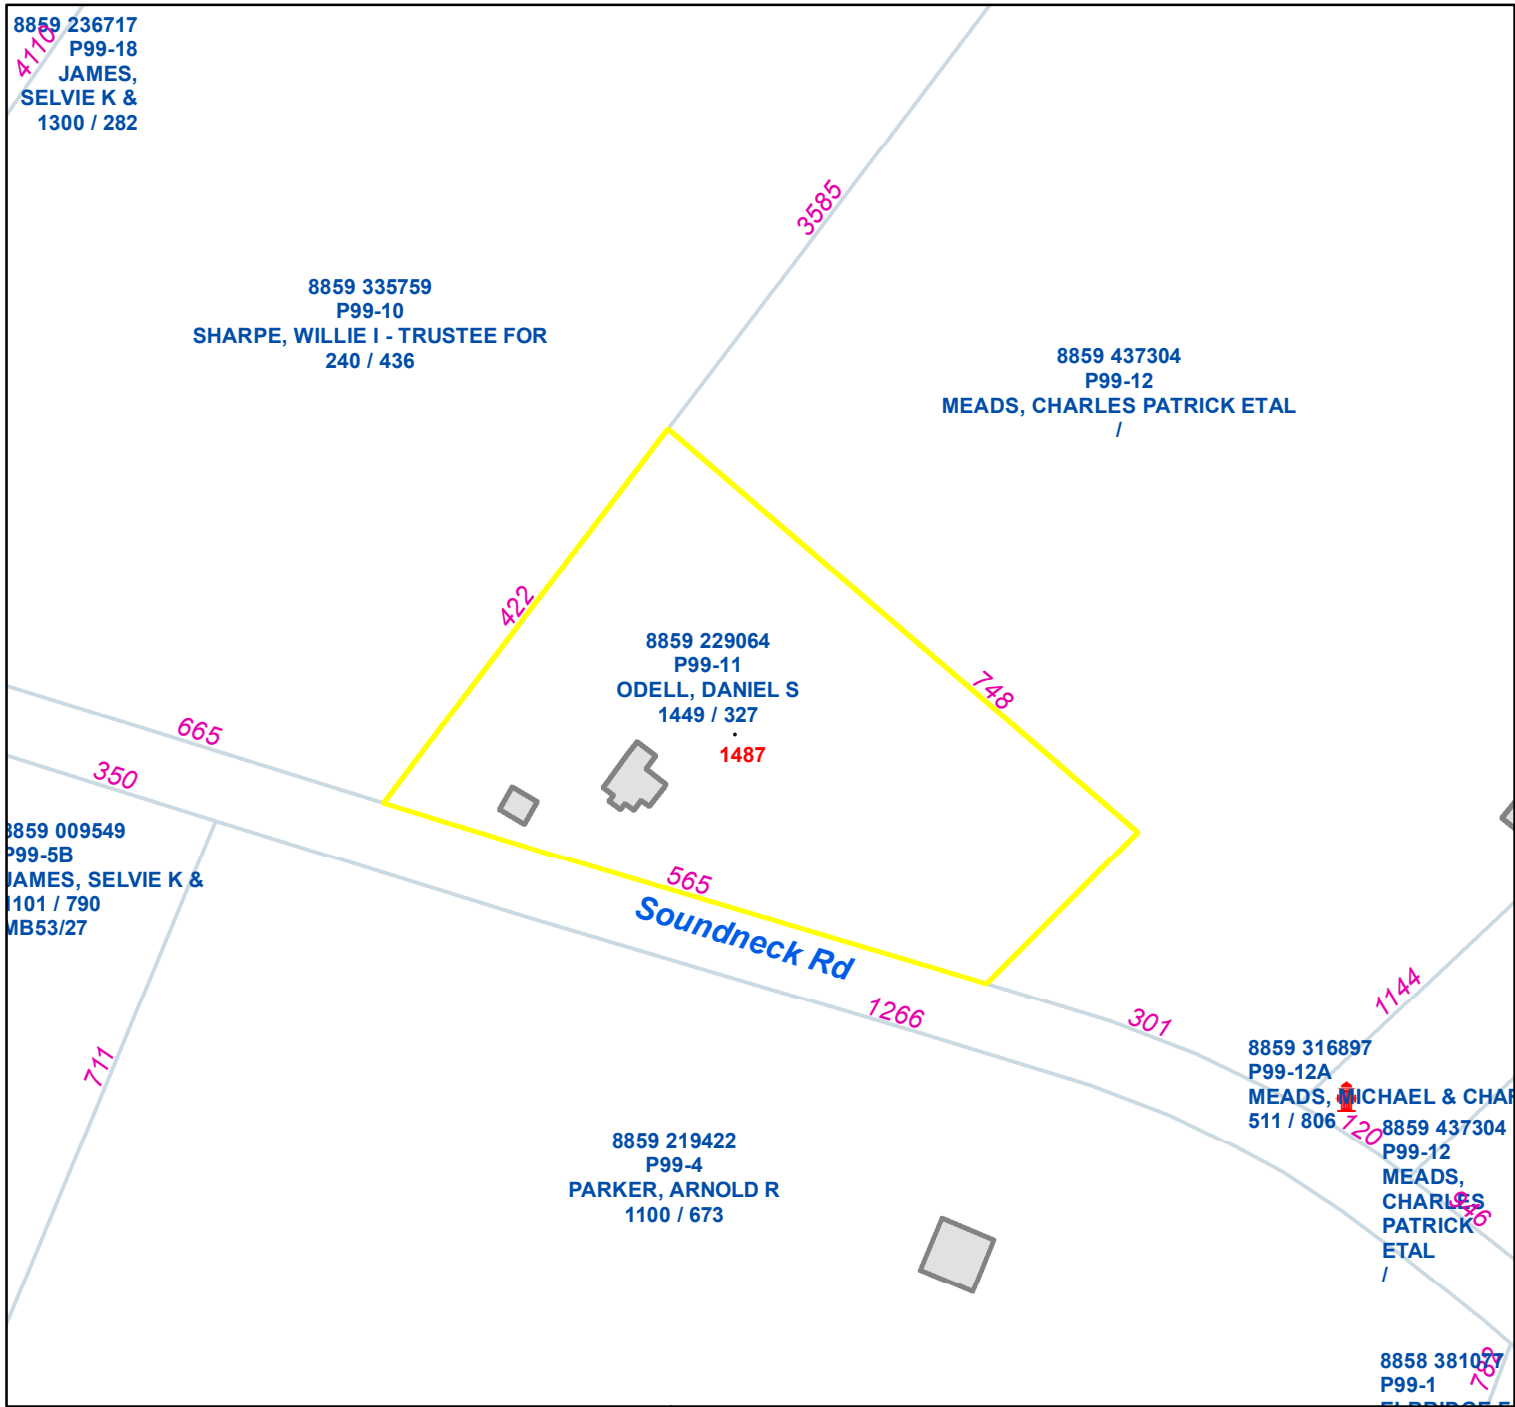 8859 236717
P99-18
JAMES,
SELVIE K &
1300 / 282
4110
3585
8859 335759
P99-10
SHARPE, WILLIE I - TRUSTEE FOR
240 / 436
8859 437304
P99-12
MEADS, CHARLES PATRICK ETAL
/
422
8859 229064
P99-11
ODELL, DANIEL S
1449 / 327
1487
748
665
350
8859 009549
P99-5B
JAMES, SELVIE K &
1101 / 790
MB53/27
565
Soundneck Rd
1266
301
1144
711
8859 316897
P99-12A
MEADS, MICHAEL & CHAR
511 / 806
120
8859 437304
P99-12
MEADS,
CHARLES
PATRICK
ETAL
/
946
8859 219422
P99-4
PARKER, ARNOLD R
1100 / 673
8858 381077
P99-1